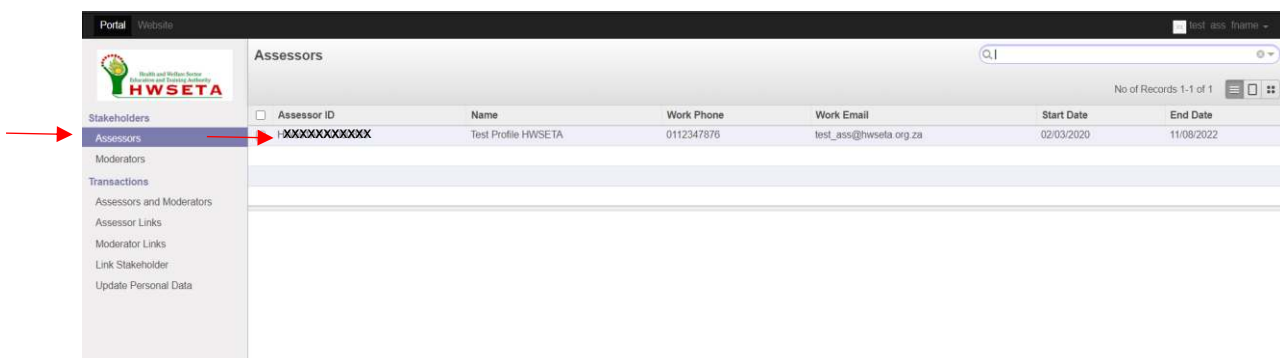 Portal Website
test_ass_fname
Health and Welfare Sector
Education and Training Authority
HWSETA
Assessors
No of Records 1-1 of 1
Stakeholders
Assessors
Moderators
Transactions
Assessors and Moderators
Assessor Links
Moderator Links
Link Stakeholder
Update Personal Data
Assessor ID Name Work Phone Work Email Start Date End Date
HXXXXXXXXXXX Test Profile HWSETA 0112347876 test_ass@hwseta.org.za 02/03/2020 11/08/2022